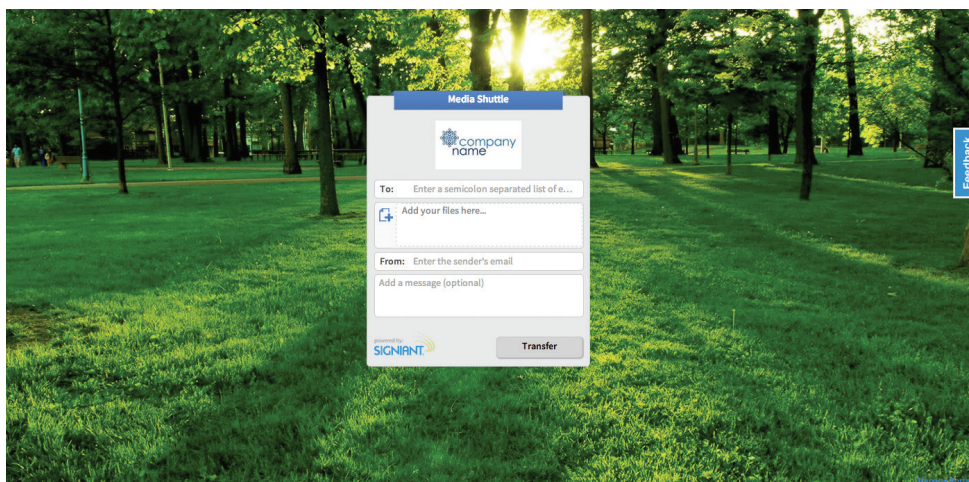 Media Shuttle
company
name
To: Enter a semicolon separated list of e...
Add your files here...
From: Enter the sender's email
Add a message (optional)
powered by
SIGNIANT
Transfer
Feedback